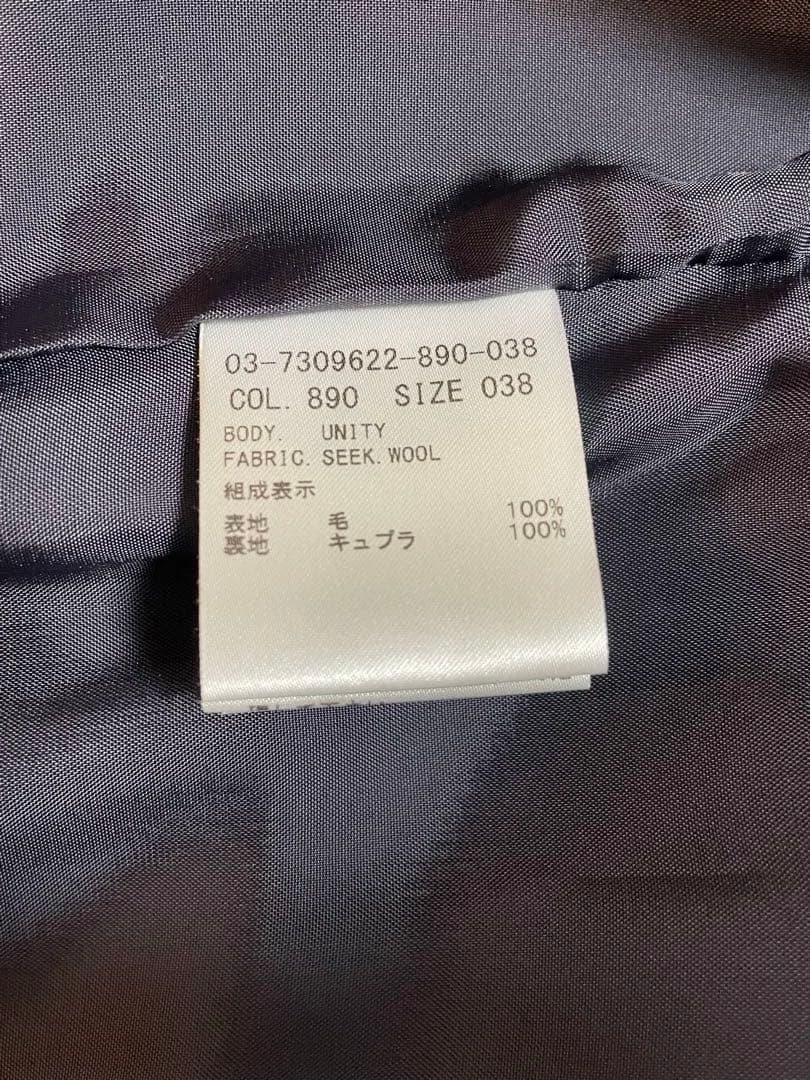 03-7309622-890-038
COL. 890 SIZE 038
BODY. UNITY
FABRIC. SEEK. WOOL
組成表示
表地 毛 100%
裏地 キュプラ 100%